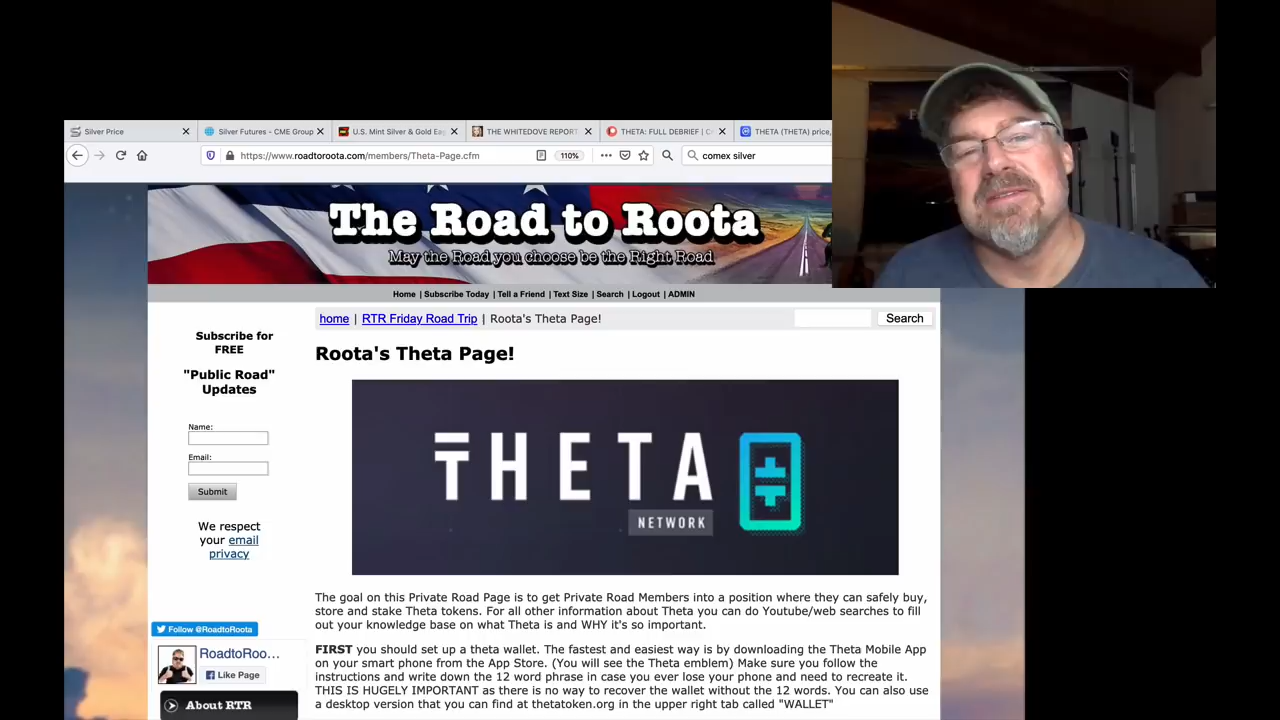 Silver Price
Silver Futures - CME Group
U.S. Mint Silver & Gold Eag
THE WHITEDOVE REPORT
THETA: FULL DEBRIEF | C
THETA (THETA) price,
https://www.roadtoroota.com/members/Theta-Page.cfm
110%
comex silver
The Road to Roota
May the Road you choose be the Right Road
Home | Subscribe Today | Tell a Friend | Text Size | Search | Logout | ADMIN
home | RTR Friday Road Trip | Roota's Theta Page!
Search
Subscribe for
FREE
"Public Road"
Updates
Name:
Email:
Submit
We respect
your email
privacy
Follow @RoadtoRoota
RoadtoRoo...
Like Page
About RTR
Roota's Theta Page!
THETA
NETWORK
The goal on this Private Road Page is to get Private Road Members into a position where they can safely buy,
store and stake Theta tokens. For all other information about Theta you can do Youtube/web searches to fill
out your knowledge base on what Theta is and WHY it's so important.
FIRST you should set up a theta wallet. The fastest and easiest way is by downloading the Theta Mobile App
on your smart phone from the App Store. (You will see the Theta emblem) Make sure you follow the
instructions and write down the 12 word phrase in case you ever lose your phone and need to recreate it.
THIS IS HUGELY IMPORTANT as there is no way to recover the wallet without the 12 words. You can also use
a desktop version that you can find at thetatoken.org in the upper right tab called "WALLET"